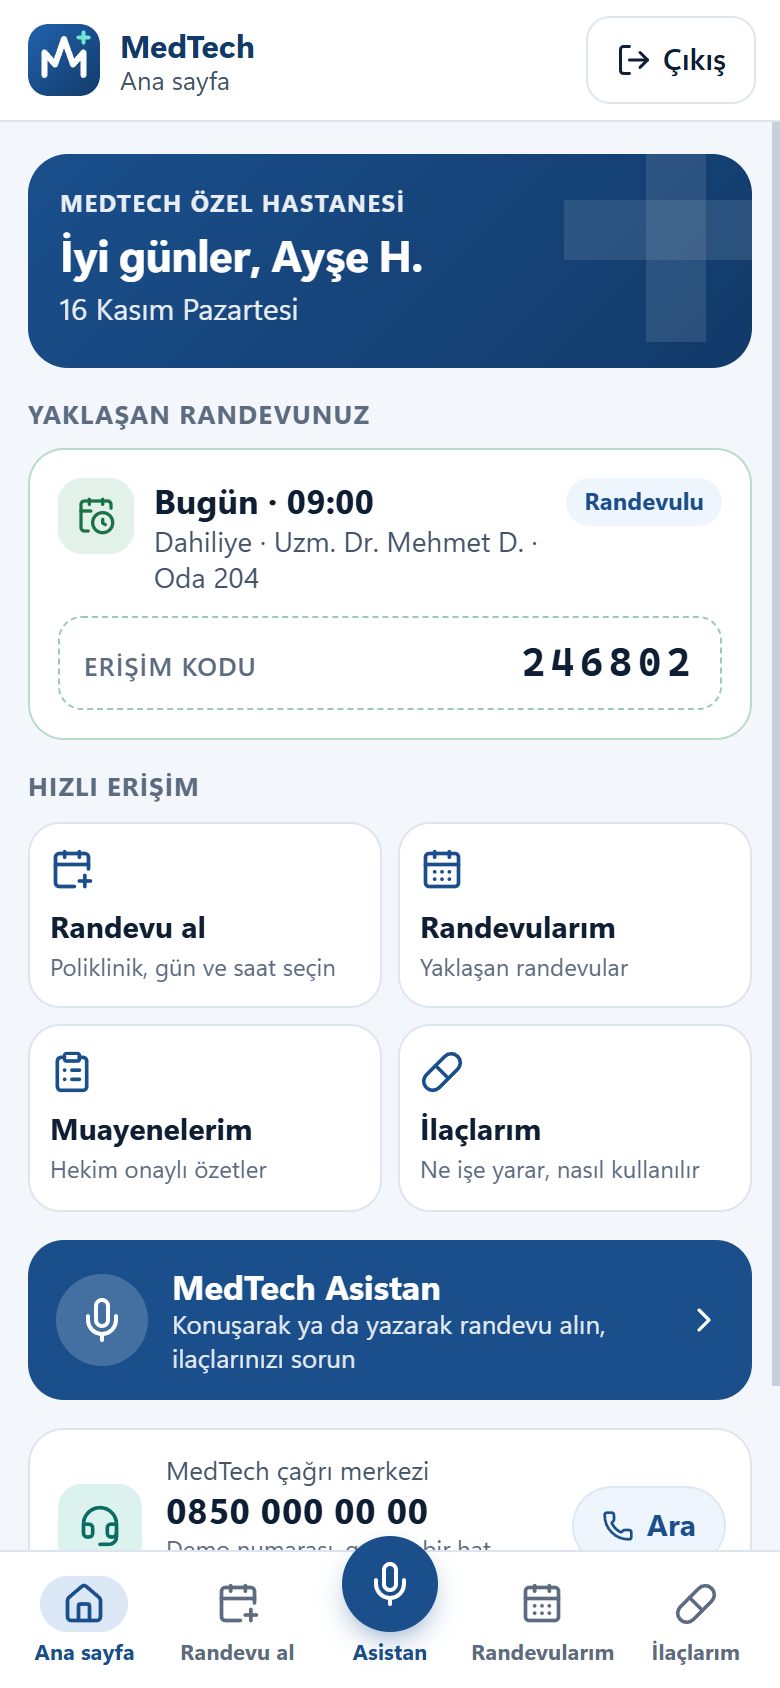 MedTech
Ana sayfa
Çıkış
MEDTECH ÖZEL HASTANESİ
İyi günler, Ayşe H.
16 Kasım Pazartesi
YAKLAŞAN RANDEVUNUZ
Bugün · 09:00
Randevulu
Dahiliye · Uzm. Dr. Mehmet D. ·
Oda 204
ERİŞİM KODU
246802
HIZLI ERİŞİM
Randevu al
Poliklinik, gün ve saat seçin
Randevularım
Yaklaşan randevular
Muayenelerim
Hekim onaylı özetler
İlaçlarım
Ne işe yarar, nasıl kullanılır
MedTech Asistan
Konuşarak ya da yazarak randevu alın,
ilaçlarınızı sorun
MedTech çağrı merkezi
0850 000 00 00
Demo numarası, bir hat
Ara
Ana sayfa
Randevu al
Asistan
Randevularım
İlaçlarım